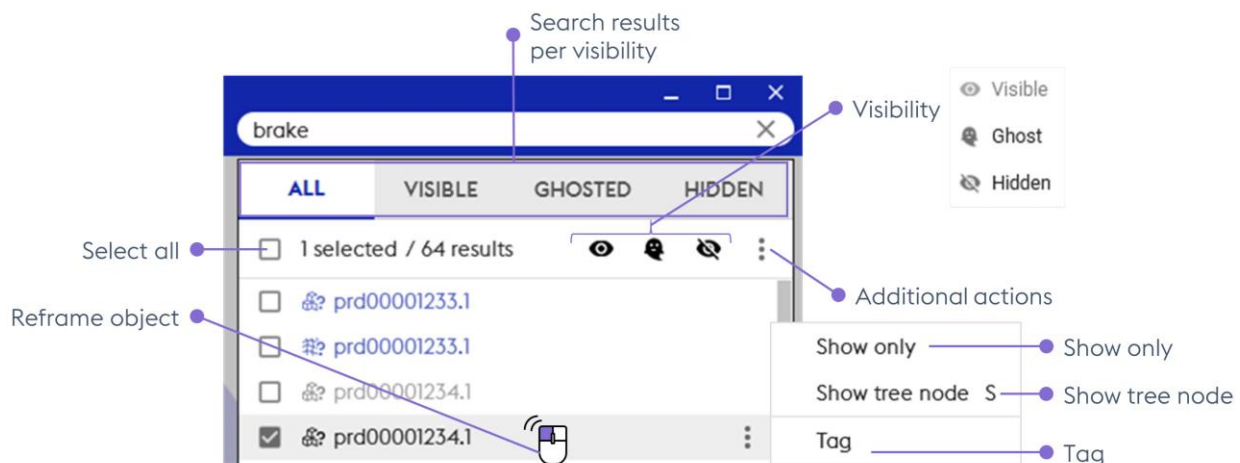 Search results
per visibility
Visibility
Visible
Ghost
Hidden
brake
ALL VISIBLE GHOSTED HIDDEN
Select all
1 selected / 64 results
Additional actions
prd00001233.1
Reframe object
prd00001233.1
Show only
Show only
prd00001234.1
Show tree node S
Show tree node
prd00001234.1
Tag
Tag